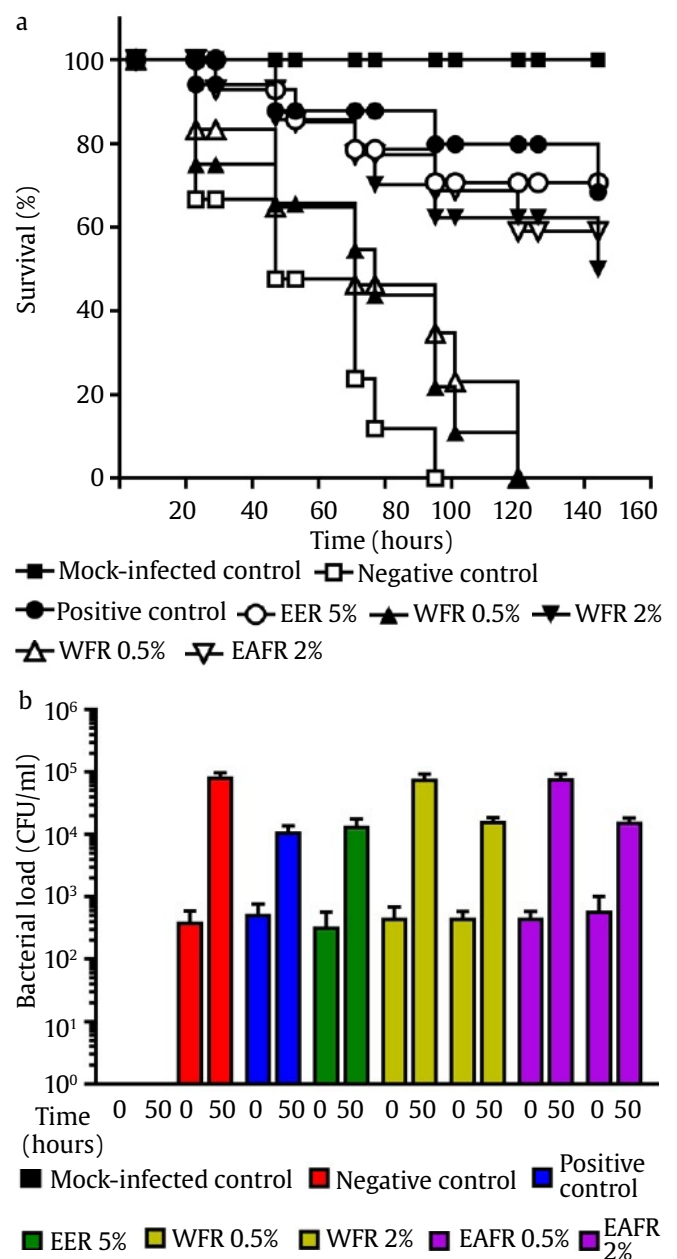 a
100
80
60
40
20
0
Survival (%)
20 40 60 80 100 120 140 160
Time (hours)
Mock-infected control Negative control
Positive control EER 5% WFR 0.5% WFR 2%
WFR 0.5% EAFR 2%
b
10⁶
10⁵
10⁴
10³
10²
10¹
10⁰
Bacterial load (CFU/ml)
Time (hours) 0 50 0 50 0 50 0 50 0 50 0 50 0 50 0 50
Mock-infected control Negative control Positive control
EER 5% WFR 0.5% WFR 2% EAFR 0.5% EAFR 2%